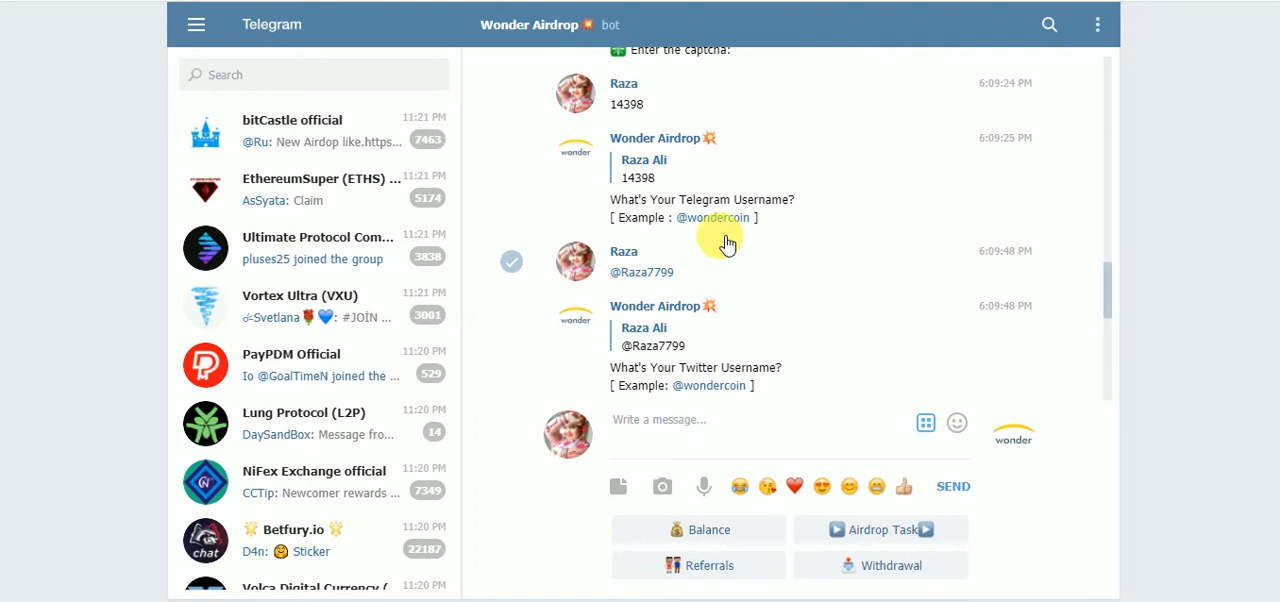 Telegram
Wonder Airdrop💥 bot
Search
bitCastle official 11:21 PM
@Ru: New Airdop like.https... 7463
EthereumSuper (ETHS) ... 11:21 PM
AsSyata: Claim 5174
Ultimate Protocol Com... 11:21 PM
pluses25 joined the group 3838
Vortex Ultra (VXU) 11:21 PM
Svetlana🌹💙: #JOİN ... 3001
PayPDM Official 11:20 PM
Io @GoalTimeN joined the ... 529
Lung Protocol (L2P) 11:20 PM
DaySandBox: Message fro... 14
NiFex Exchange official 11:20 PM
CCTip: Newcomer rewards ... 7349
🌟 Betfury.io 🌟 11:20 PM
chat
D4n: 🤗 Sticker 22187
Volca Digital Currency ( 11:20 PM
Enter the captcha:
Raza 6:09:24 PM
14398
Wonder Airdrop💥 6:09:25 PM
wonder
Raza Ali
14398
What's Your Telegram Username?
[ Example : @wondercoin ]
Raza 6:09:48 PM
@Raza7799
Wonder Airdrop💥 6:09:48 PM
wonder
Raza Ali
@Raza7799
What's Your Twitter Username?
[ Example: @wondercoin ]
Write a message...
wonder
😂 😘 ❤️ 😍 😊 😁 👍 SEND
💰 Balance
▶️ Airdrop Task▶️
👫 Referrals
📩 Withdrawal